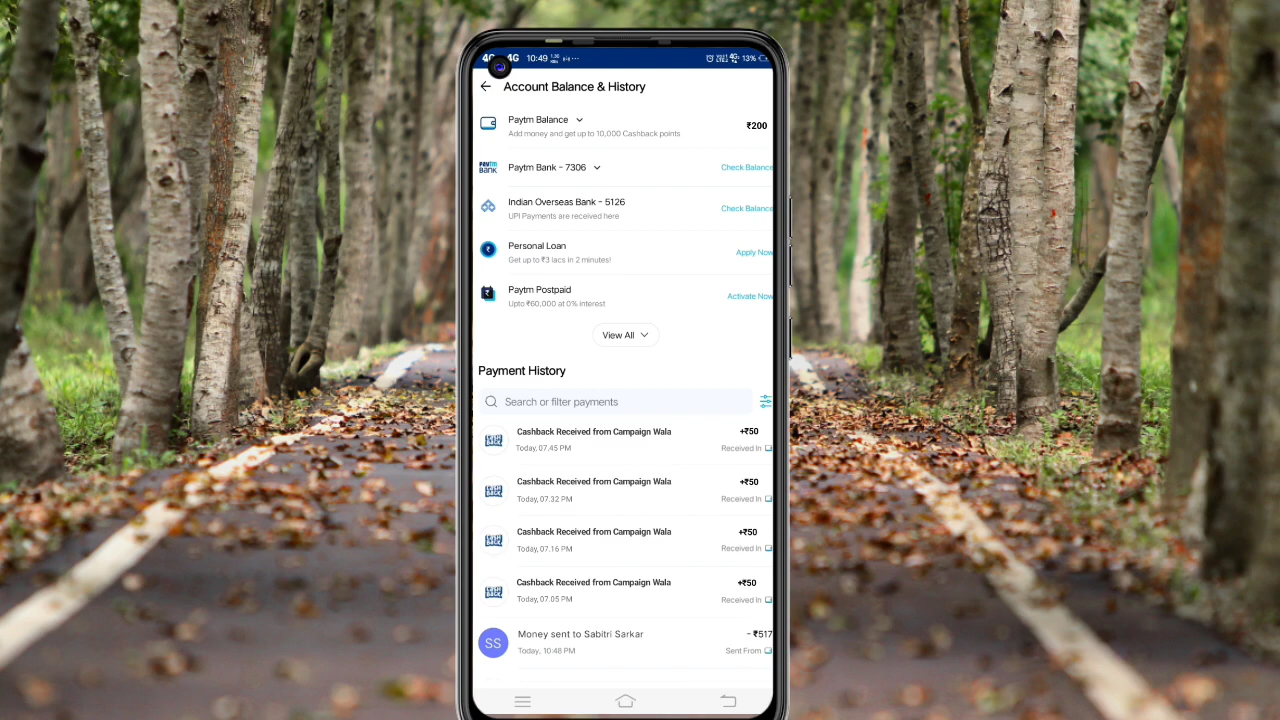 4G 4G 10:49
13%
Account Balance & History
Paytm Balance
Add money and get up to 10,000 Cashback points
₹200
PAYTM BANK
Paytm Bank - 7306
Check Balance
Indian Overseas Bank - 5126
UPI Payments are received here
Check Balance
Personal Loan
Get up to ₹3 lacs in 2 minutes!
Apply Now
Paytm Postpaid
Upto ₹60,000 at 0% interest
Activate Now
View All
Payment History
Search or filter payments
Cashback Received from Campaign Wala
+₹50
Today, 07.45 PM
Received In
Cashback Received from Campaign Wala
+₹50
Today, 07.32 PM
Received In
Cashback Received from Campaign Wala
+₹50
Today, 07.16 PM
Received In
Cashback Received from Campaign Wala
+₹50
Today, 07.05 PM
Received In
SS
Money sent to Sabitri Sarkar
- ₹517
Today, 10:48 PM
Sent From